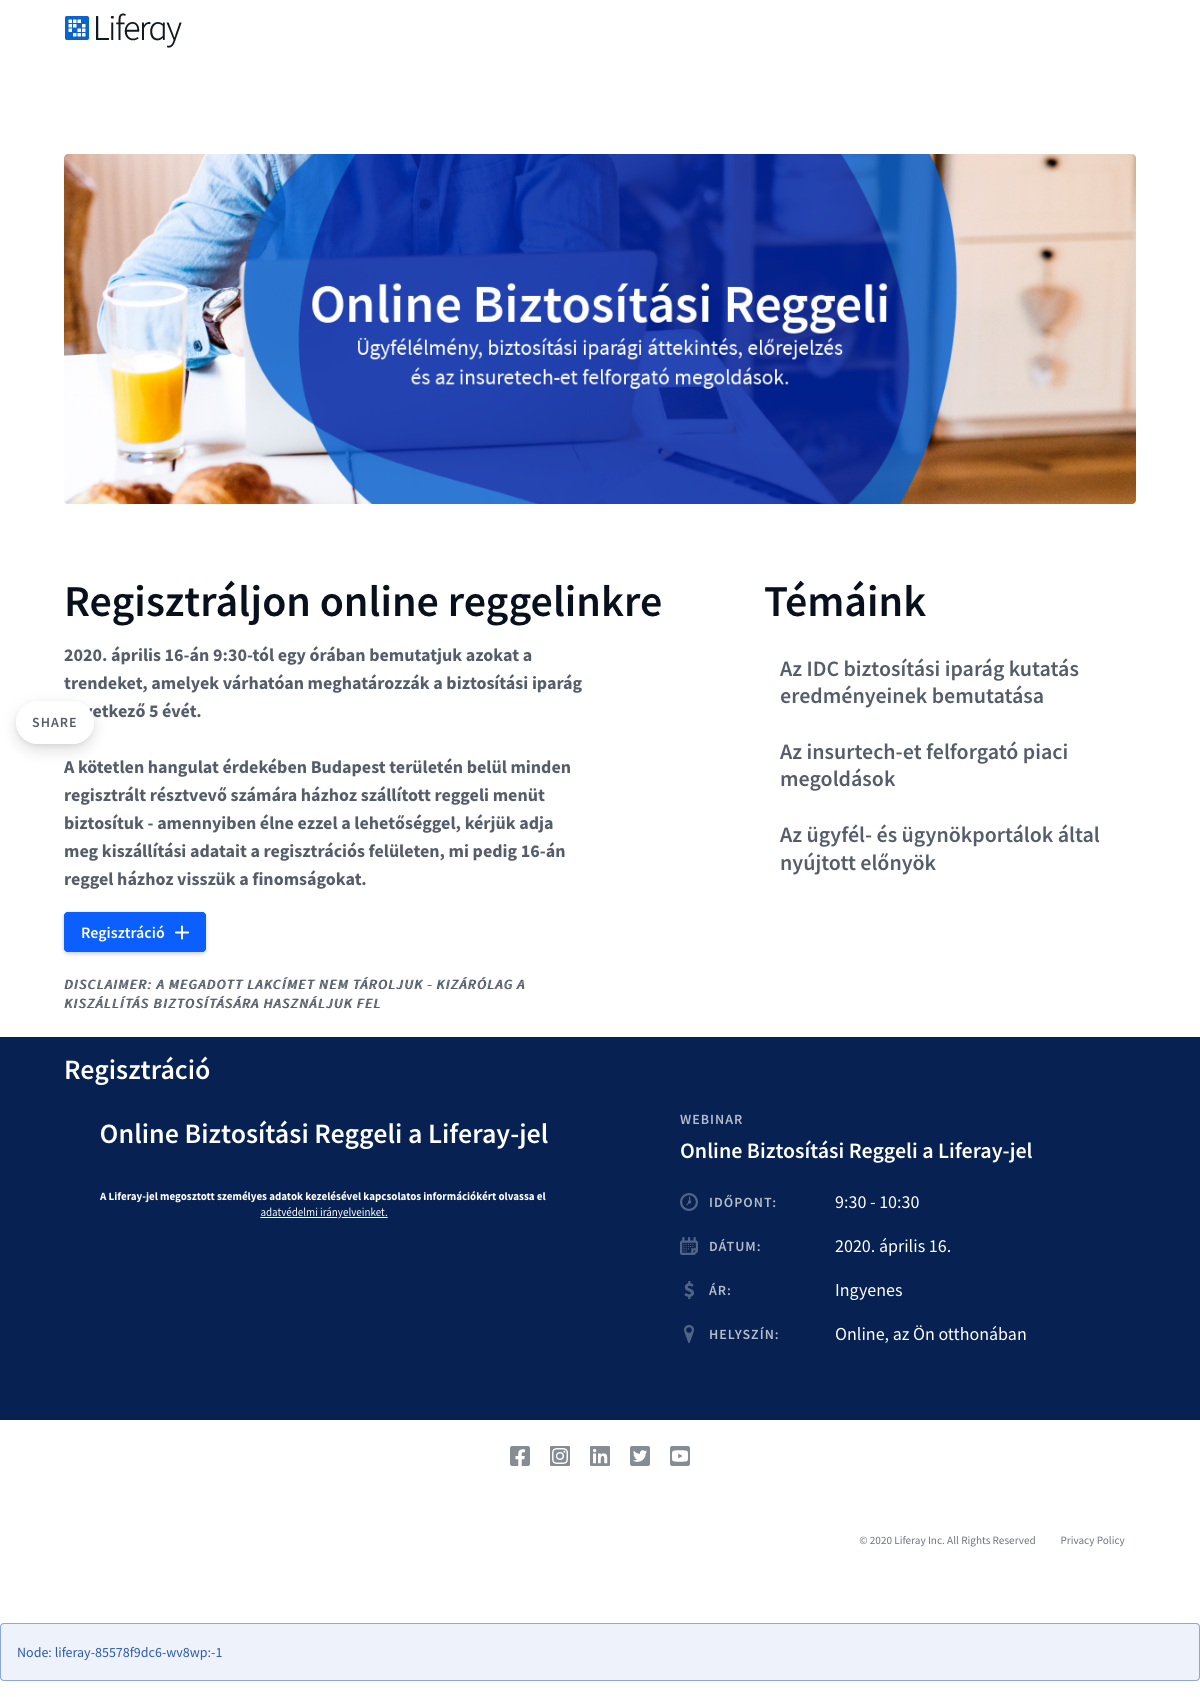 Liferay
Online Biztosítási Reggeli
Ügyfélélmény, biztosítási iparági áttekintés, előrejelzés
és az insuretech-et felforgató megoldások.
Regisztráljon online reggelinkre
2020. április 16-án 9:30-tól egy órában bemutatjuk azokat a
trendeket, amelyek várhatóan meghatározzák a biztosítási iparág
évét.
következő 5
SHARE
A kötetlen hangulat érdekében Budapest területén belül minden
regisztrált résztvevő számára házhoz szállított reggeli menüt
biztosítuk - amennyiben élne ezzel a lehetőséggel, kérjük adja
meg kiszállítási adatait a regisztrációs felületen, mi pedig 16-án
reggel házhoz visszük a finomságokat.
Regisztráció
DISCLAIMER: A MEGADOTT LAKCÍMET NEM TÁROLJUK - KIZÁRÓLAG A
KISZÁLLÍTÁS BIZTOSÍTÁSÁRA HASZNÁLJUK FEL
Témáink
Az IDC biztosítási iparág kutatás
eredményeinek bemutatása
Az insurtech-et felforgató piaci
megoldások
Az ügyfél- és ügynökportálok által
nyújtott előnyök
Regisztráció
Online Biztosítási Reggeli a Liferay-jel
A Liferay-jel megosztott személyes adatok kezelésével kapcsolatos információkért olvassa el
adatvédelmi irányelveinket.
WEBINAR
Online Biztosítási Reggeli a Liferay-jel
IDŐPONT: 9:30 - 10:30
DÁTUM: 2020. április 16.
ÁR: Ingyenes
HELYSZÍN: Online, az Ön otthonában
© 2020 Liferay Inc. All Rights Reserved Privacy Policy
Node: liferay-85578f9dc6-wv8wp:-1